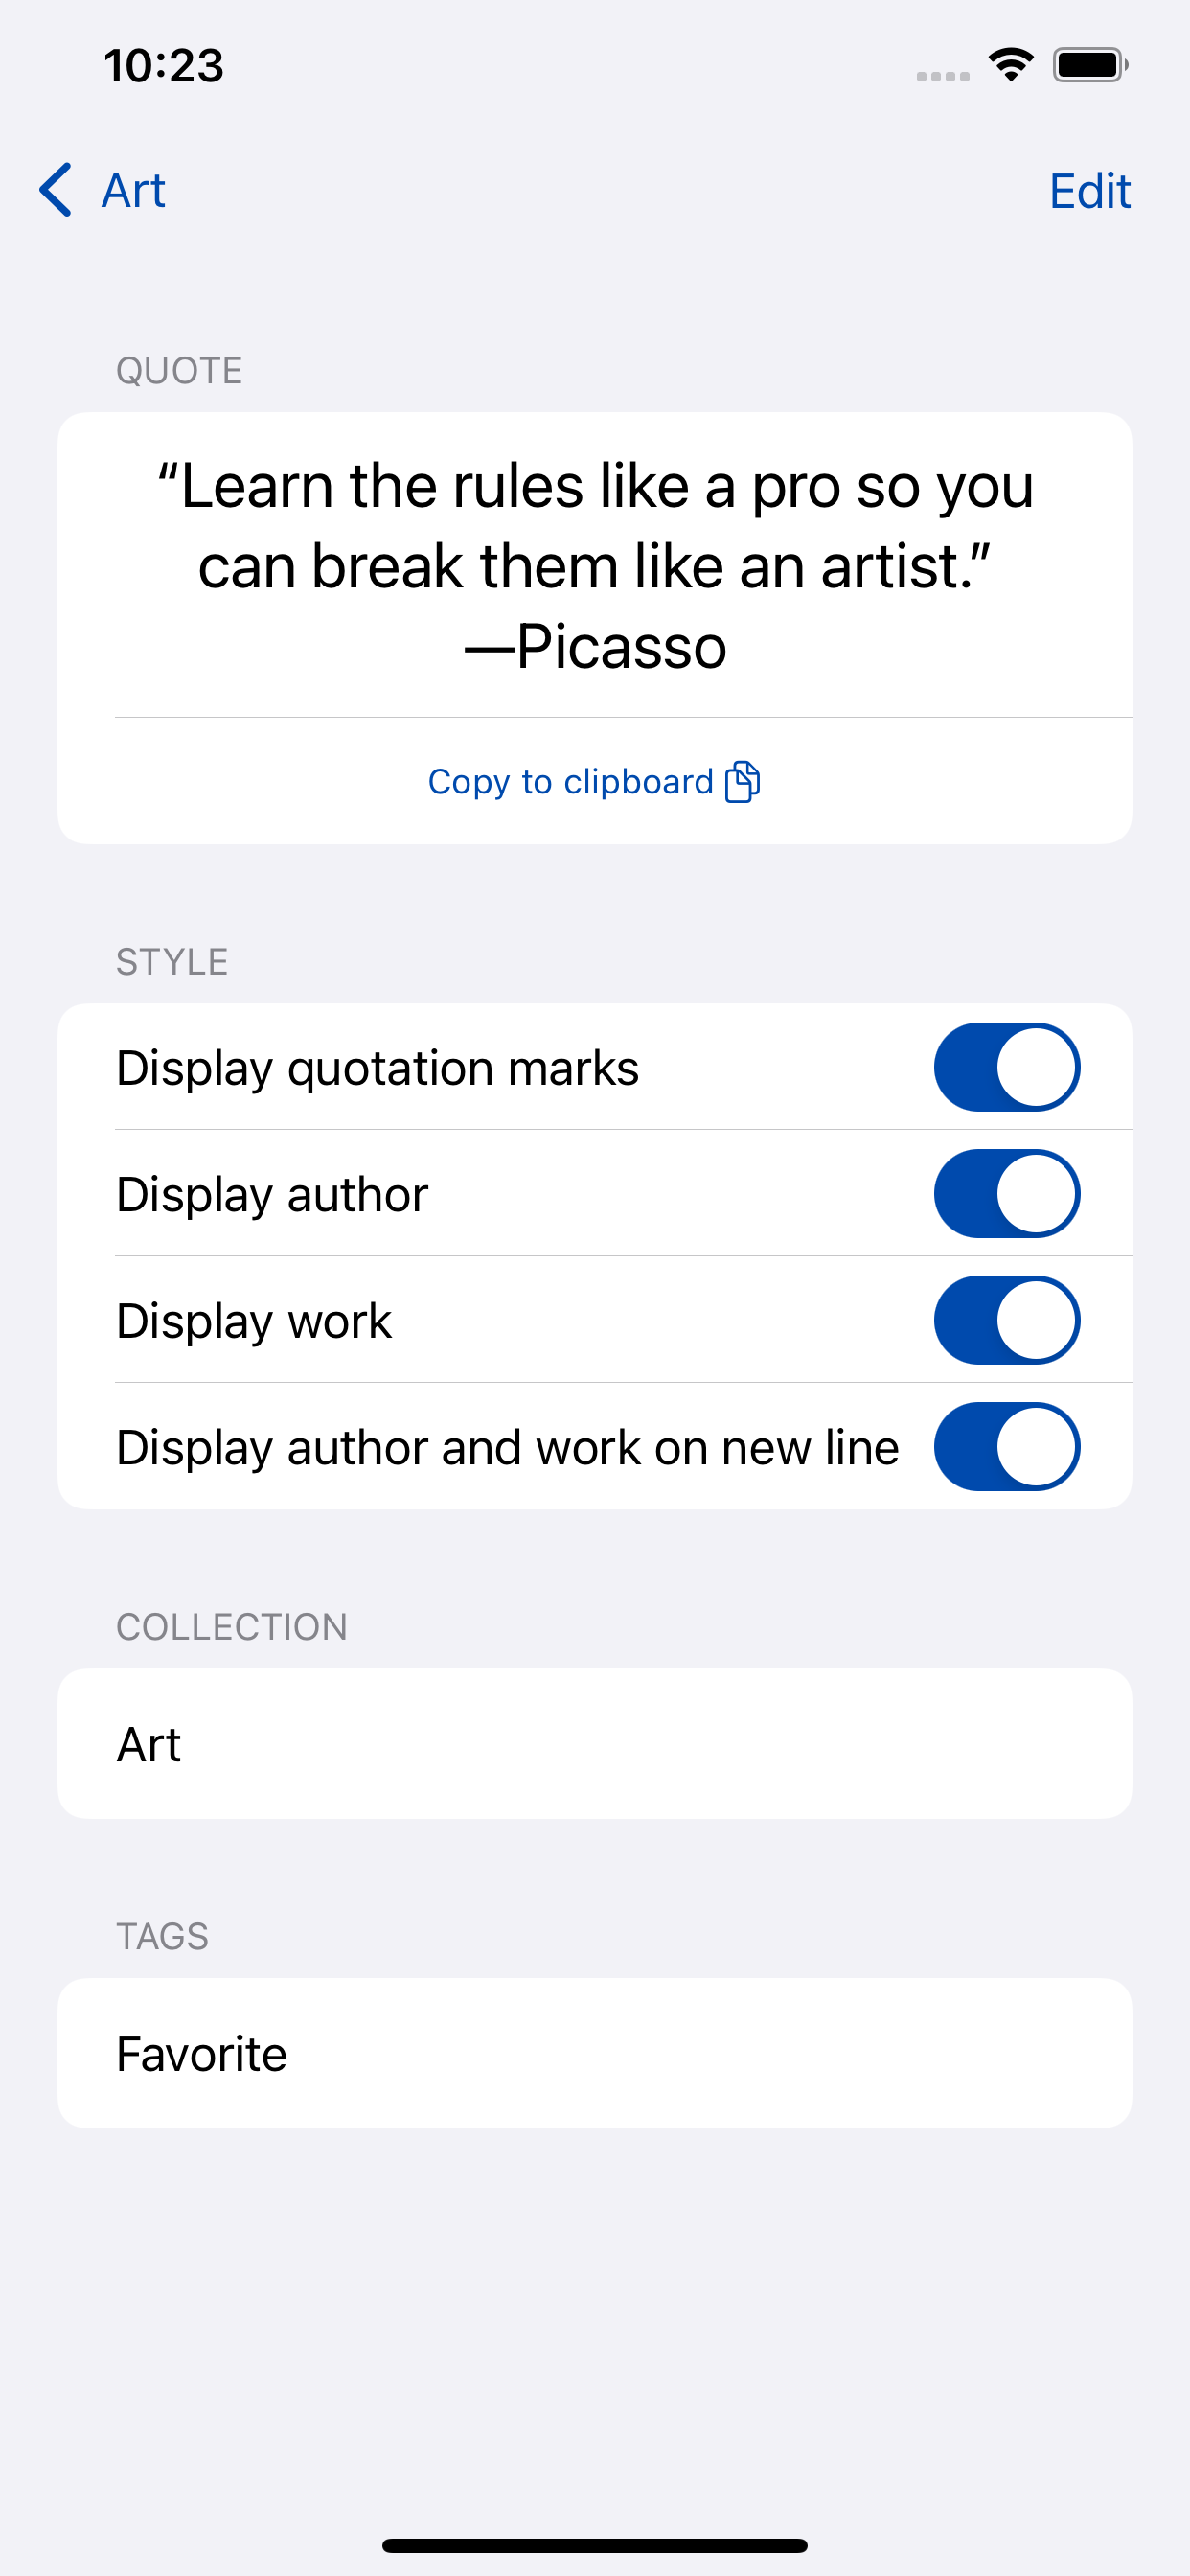 10:23
Art
Edit
QUOTE
“Learn the rules like a pro so you
can break them like an artist.”
—Picasso
Copy to clipboard
STYLE
Display quotation marks
Display author
Display work
Display author and work on new line
COLLECTION
Art
TAGS
Favorite